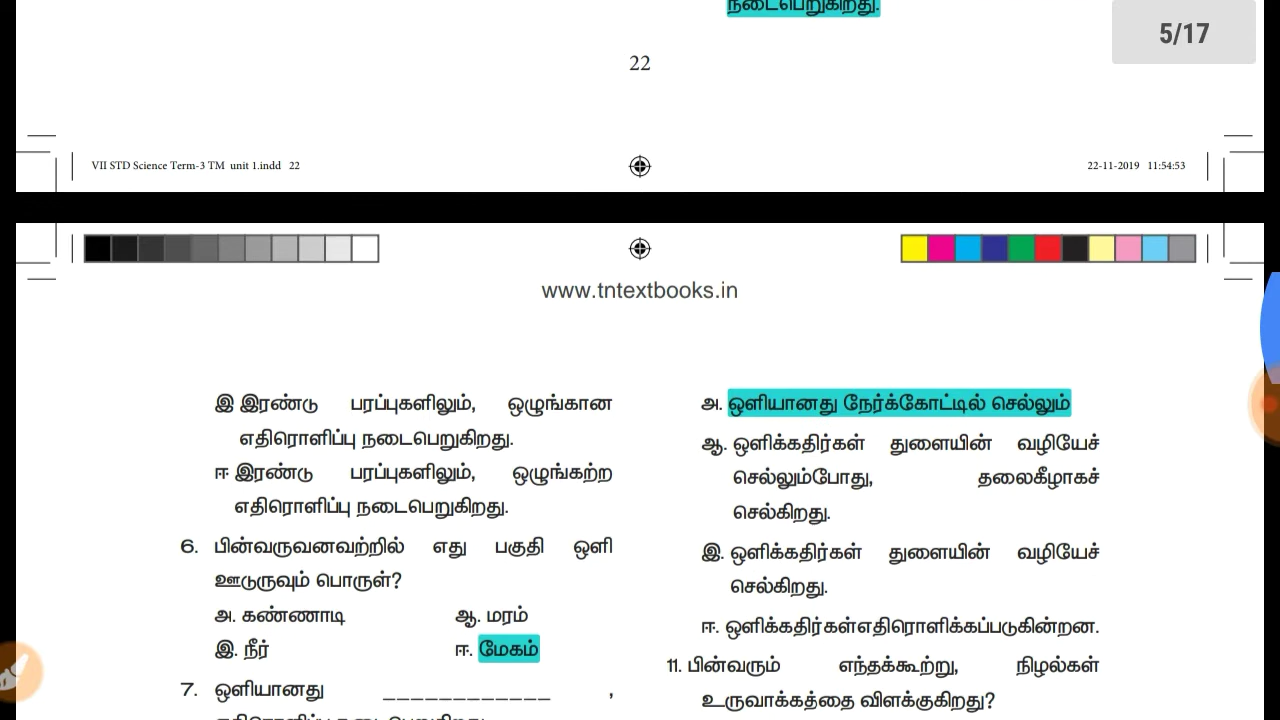 நடைபெறுகிறது.
5/17
22
VII STD Science Term-3 TM unit 1.indd 22
22-11-2019 11:54:53
www.tntextbooks.in
இ இரண்டு பரப்புகளிலும், ஒழுங்கான
எதிரொளிப்பு நடைபெறுகிறது.
ஈ இரண்டு பரப்புகளிலும், ஒழுங்கற்ற
எதிரொளிப்பு நடைபெறுகிறது.
6. பின்வருவனவற்றில் எது பகுதி ஒளி
ஊடுருவும் பொருள்?
அ. கண்ணாடி ஆ. மரம்
இ. நீர் ஈ. மேகம்
7. ஒளியானது ____________ ,
எதிரொளிப்பு நடைபெறுகிறது
அ. ஒளியானது நேர்க்கோட்டில் செல்லும்
ஆ. ஒளிக்கதிர்கள் துளையின் வழியேச்
செல்லும்போது, தலைகீழாகச்
செல்கிறது.
இ. ஒளிக்கதிர்கள் துளையின் வழியேச்
செல்கிறது.
ஈ. ஒளிக்கதிர்கள்எதிரொளிக்கப்படுகின்றன.
11. பின்வரும் எந்தக்கூற்று, நிழல்கள்
உருவாக்கத்தை விளக்குகிறது?